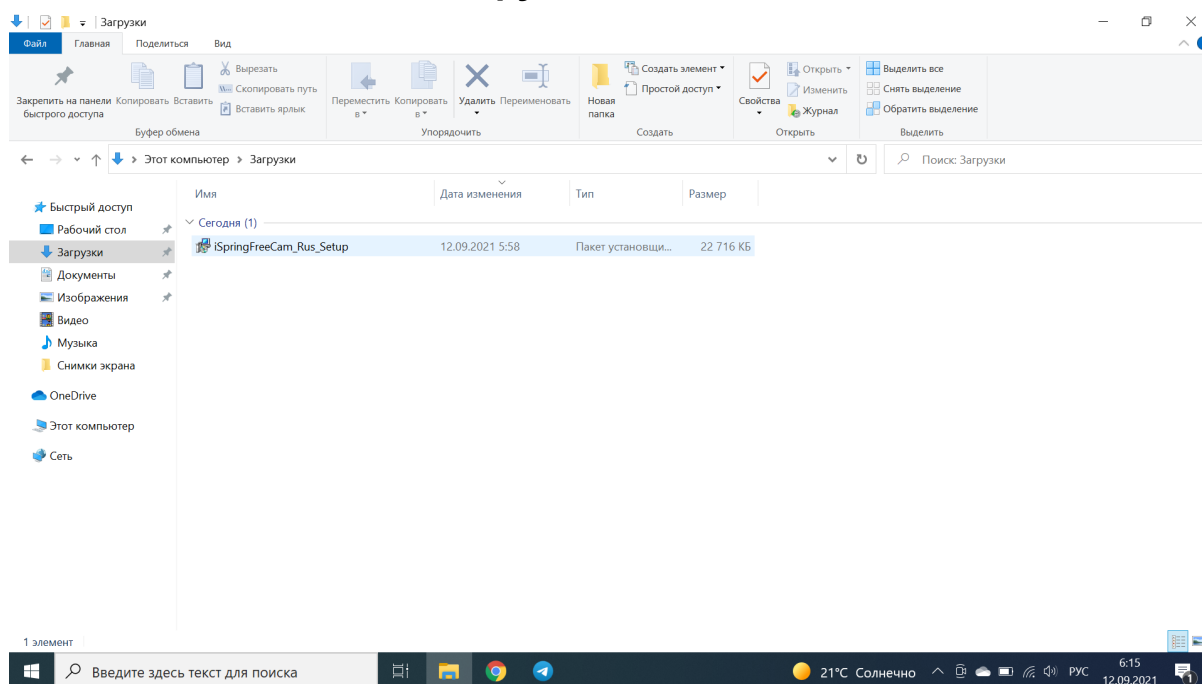 Загрузки
Файл Главная Поделиться Вид
Закрепить на панели быстрого доступа
Копировать
Вставить
Вырезать
Скопировать путь
Вставить ярлык
Буфер обмена
Переместить в
Копировать в
Удалить
Переименовать
Упорядочить
Новая папка
Создать элемент
Простой доступ
Создать
Свойства
Открыть
Изменить
Журнал
Открыть
Выделить все
Снять выделение
Обратить выделение
Выделить
Этот компьютер > Загрузки
Поиск: Загрузки
Имя Дата изменения Тип Размер
Быстрый доступ
Рабочий стол
Загрузки
Документы
Изображения
Видео
Музыка
Снимки экрана
OneDrive
Этот компьютер
Сеть
Сегодня (1)
iSpringFreeCam_Rus_Setup 12.09.2021 5:58 Пакет установщи... 22 716 КБ
1 элемент
Введите здесь текст для поиска
21°C Солнечно
РУС
6:15
12.09.2021
1